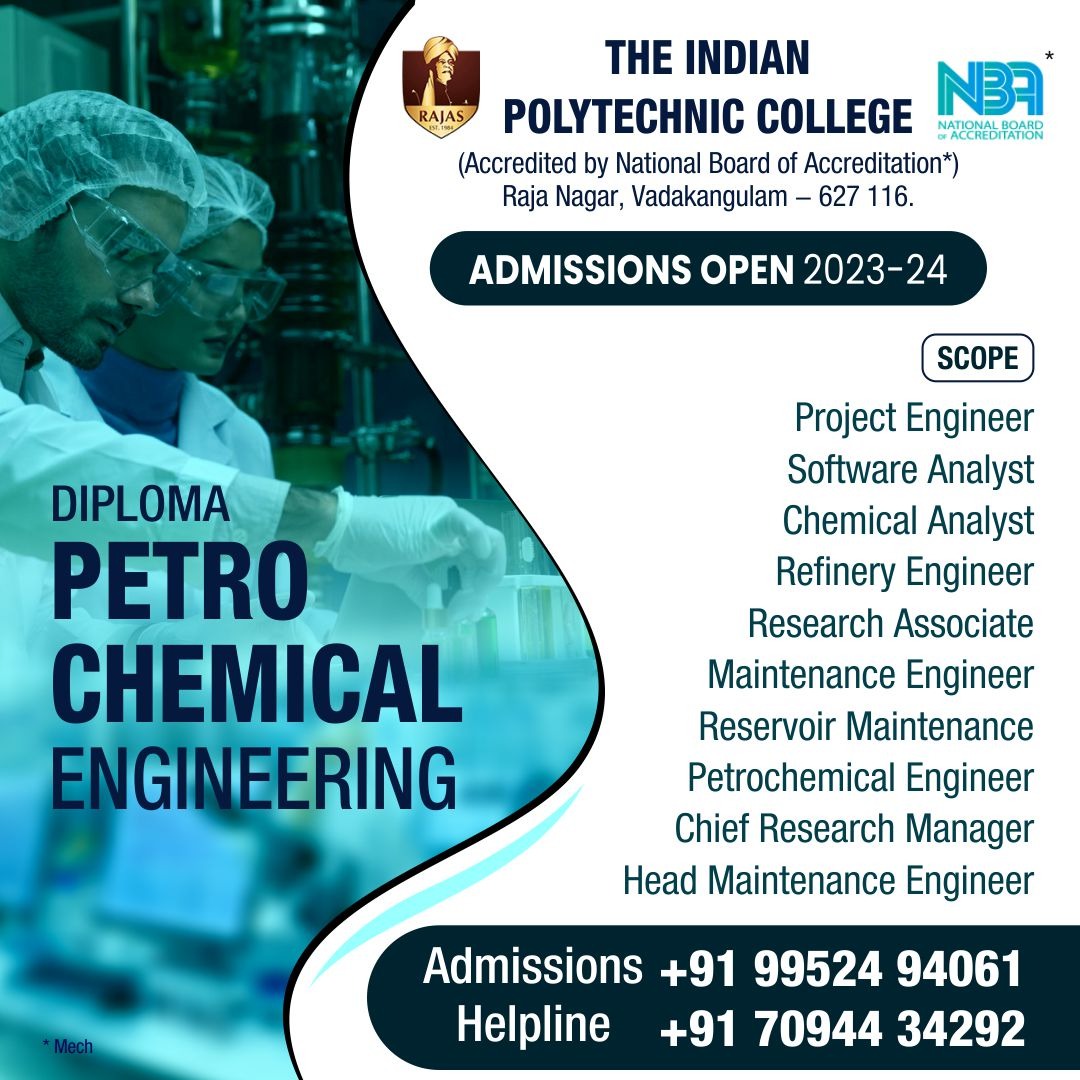 RAJAS
EST. 1984
THE INDIAN
POLYTECHNIC COLLEGE
NBA
*
NATIONAL BOARD
OF ACCREDITATION
(Accredited by National Board of Accreditation*)
Raja Nagar, Vadakangulam – 627 116.
ADMISSIONS OPEN 2023-24
SCOPE
Project Engineer
Software Analyst
Chemical Analyst
Refinery Engineer
Research Associate
Maintenance Engineer
Reservoir Maintenance
Petrochemical Engineer
Chief Research Manager
Head Maintenance Engineer
DIPLOMA
PETRO
CHEMICAL
ENGINEERING
Admissions
Helpline
+91 99524 94061
+91 70944 34292
* Mech